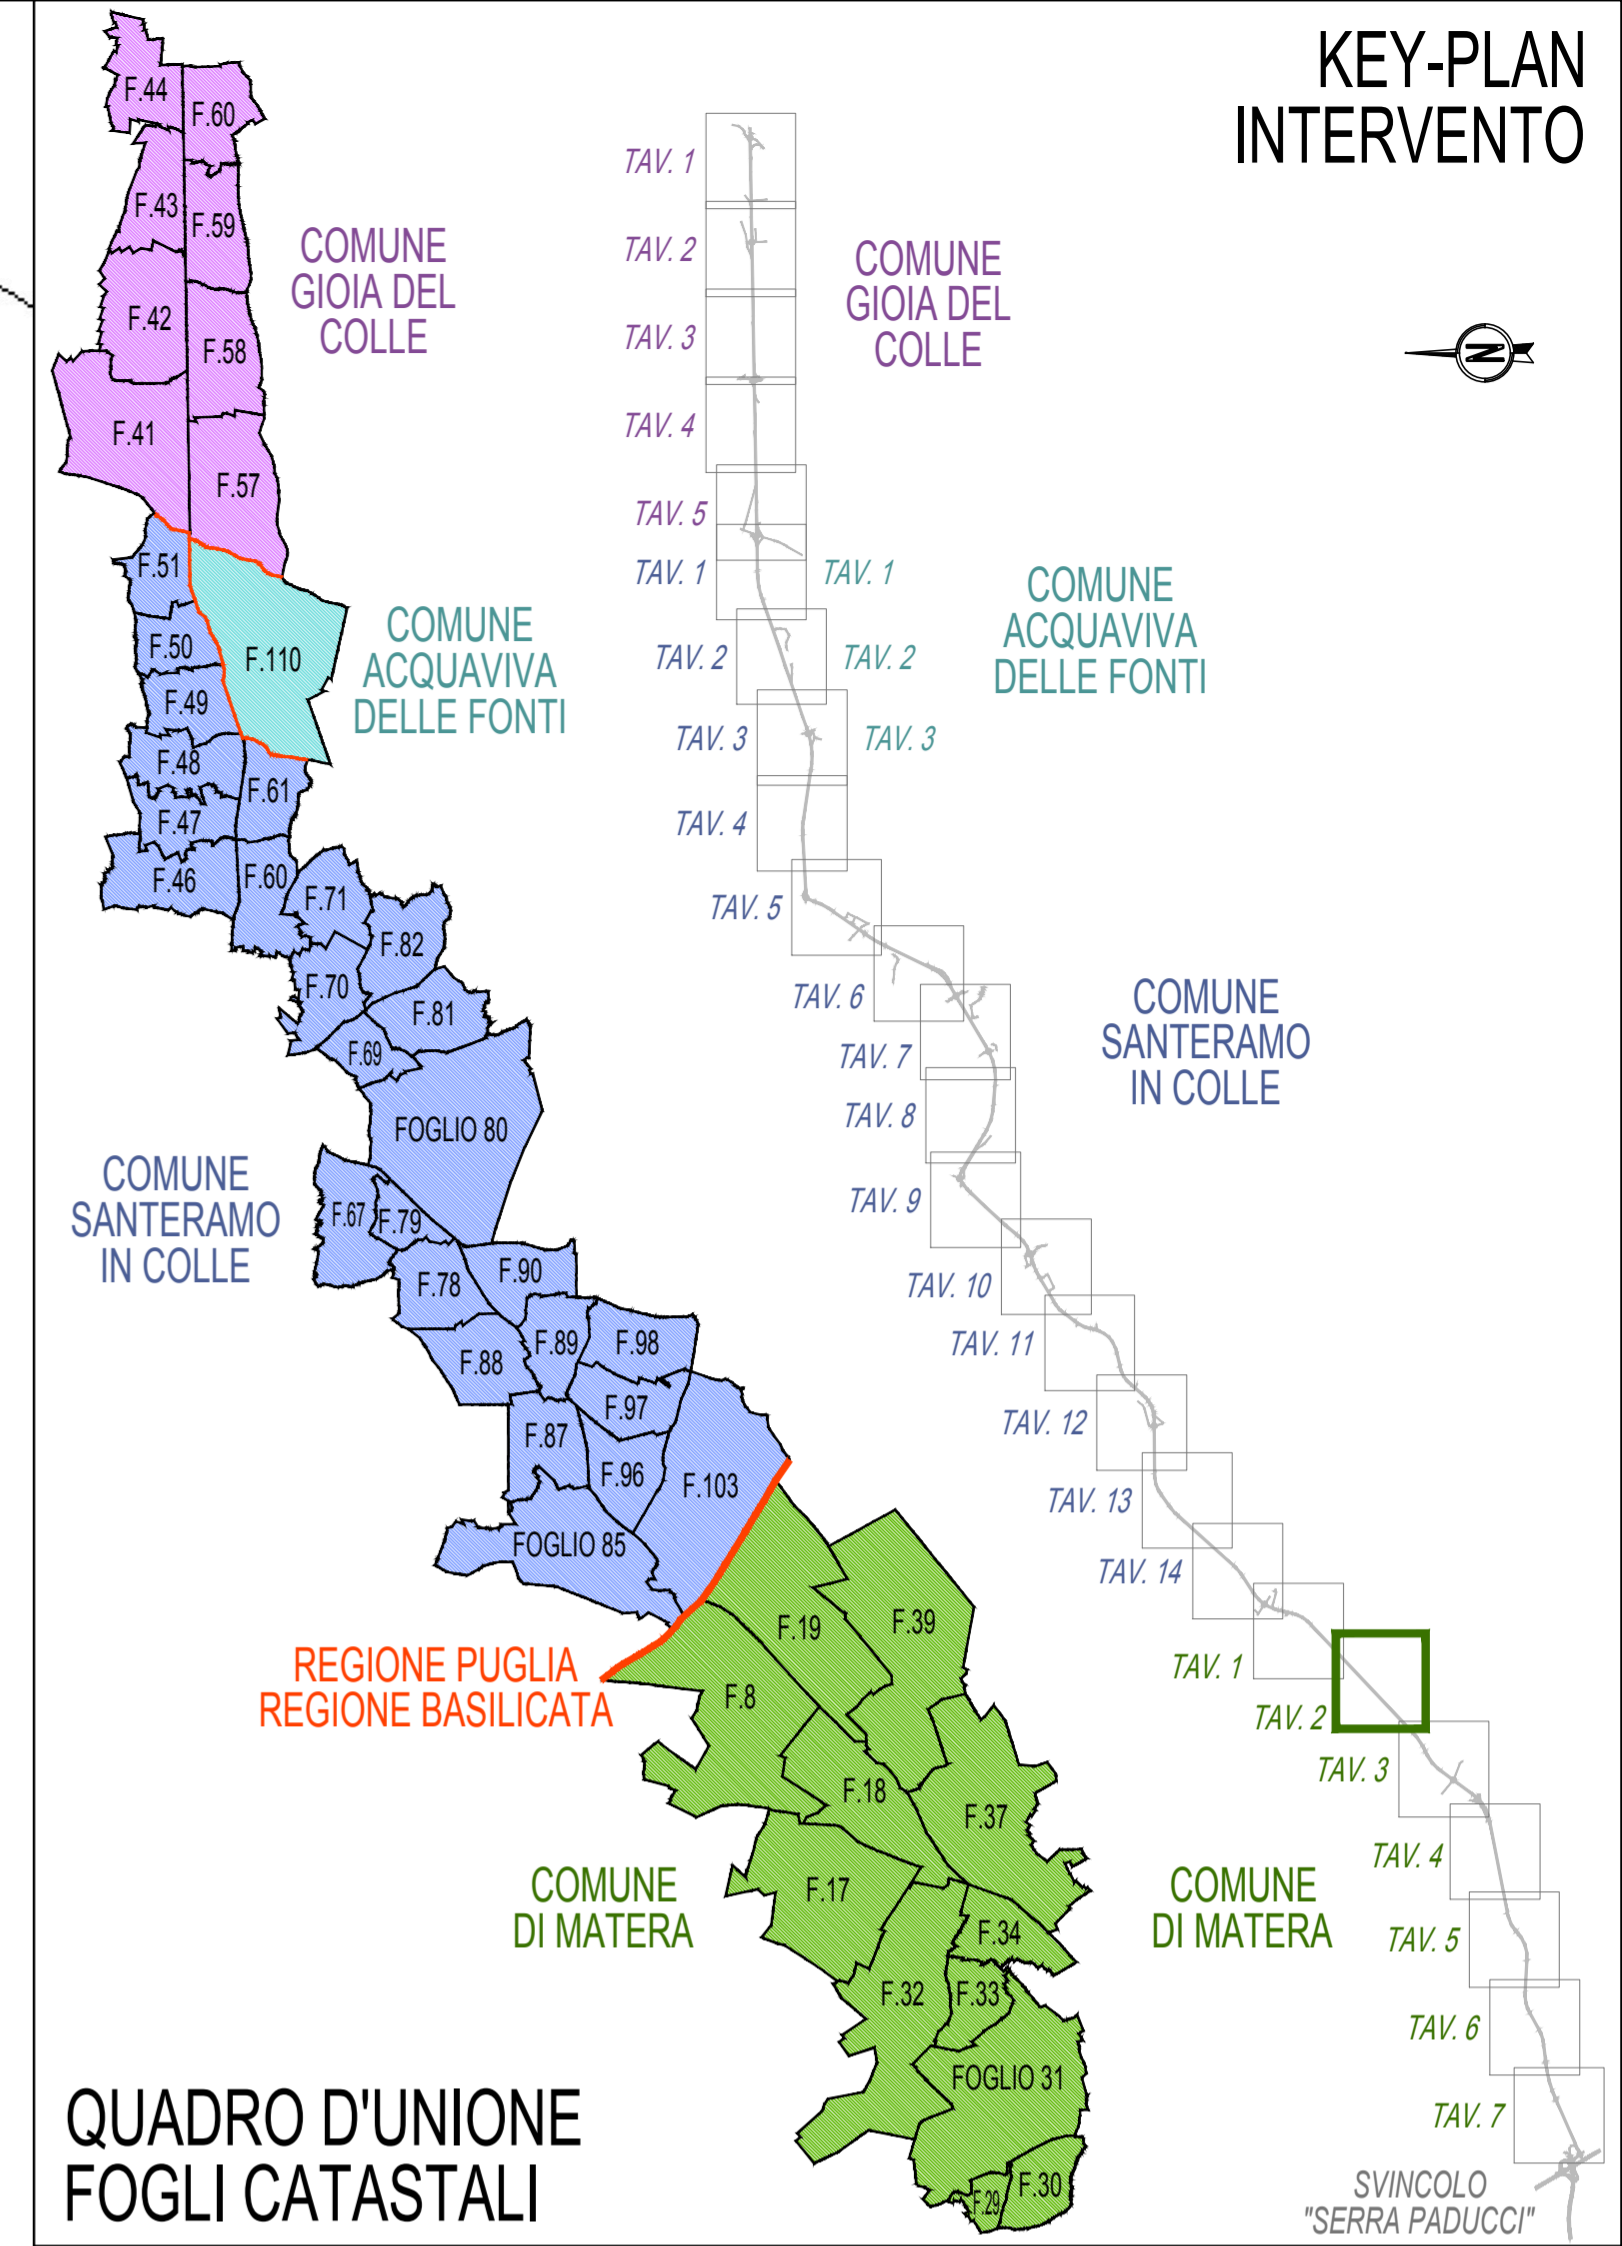 KEY-PLAN
INTERVENTO
N
F.44
F.60
F.43
F.59
F.42
F.58
F.41
F.57
COMUNE
GIOIA DEL
COLLE
F.51
F.50
F.110
F.49
F.48
F.61
F.47
F.46
F.60
COMUNE
ACQUAVIVA
DELLE FONTI
F.71
F.82
F.70
F.81
F.69
FOGLIO 80
F.67
F.79
F.78
F.90
F.89
F.98
F.88
F.97
F.87
F.96
F.103
FOGLIO 85
COMUNE
SANTERAMO
IN COLLE
REGIONE PUGLIA
REGIONE BASILICATA
F.19
F.39
F.8
F.18
F.37
F.17
F.34
F.32
F.33
FOGLIO 31
F.30
F.29
COMUNE
DI MATERA
QUADRO D'UNIONE
FOGLI CATASTALI
TAV. 1
TAV. 2
TAV. 3
TAV. 4
TAV. 5
COMUNE
GIOIA DEL
COLLE
TAV. 1
TAV. 1
TAV. 2
TAV. 2
TAV. 3
TAV. 3
COMUNE
ACQUAVIVA
DELLE FONTI
TAV. 4
TAV. 5
TAV. 6
TAV. 7
TAV. 8
TAV. 9
TAV. 10
TAV. 11
TAV. 12
TAV. 13
TAV. 14
COMUNE
SANTERAMO
IN COLLE
TAV. 1
TAV. 2
TAV. 3
TAV. 4
TAV. 5
TAV. 6
TAV. 7
COMUNE
DI MATERA
SVINCOLO
"SERRA PADUCCI"